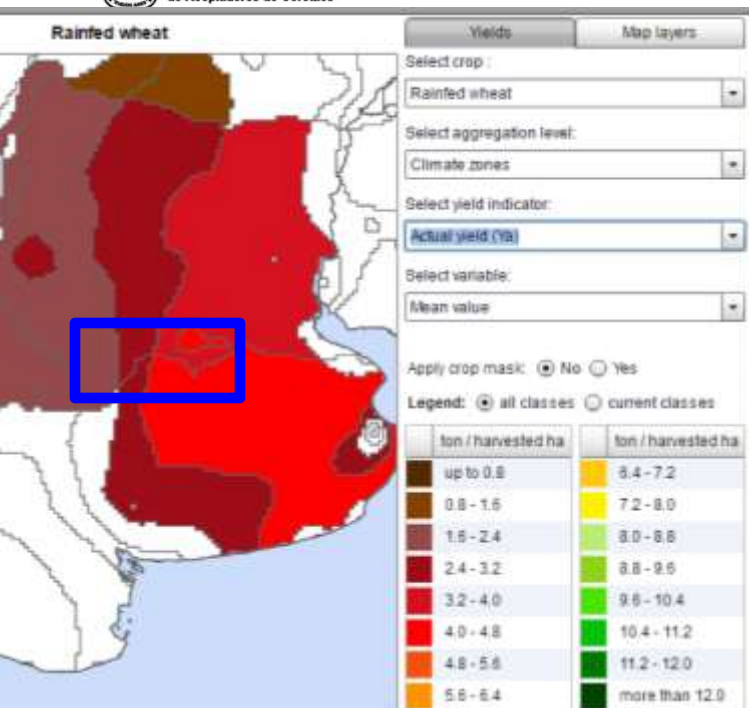 de Acopiadores de Cereales
Rainfed wheat
Yields
Map layers
Select crop :
Rainfed wheat
Select aggregation level:
Climate zones
Select yield indicator:
Actual yield (Ya)
Select variable:
Mean value
Apply crop mask: No Yes
Legend: all classes current classes
ton / harvested ha ton / harvested ha
up to 0.8 6.4 - 7.2
0.8 - 1.6 7.2 - 8.0
1.6 - 2.4 8.0 - 8.8
2.4 - 3.2 8.8 - 9.6
3.2 - 4.0 9.6 - 10.4
4.0 - 4.8 10.4 - 11.2
4.8 - 5.6 11.2 - 12.0
5.6 - 6.4 more than 12.0